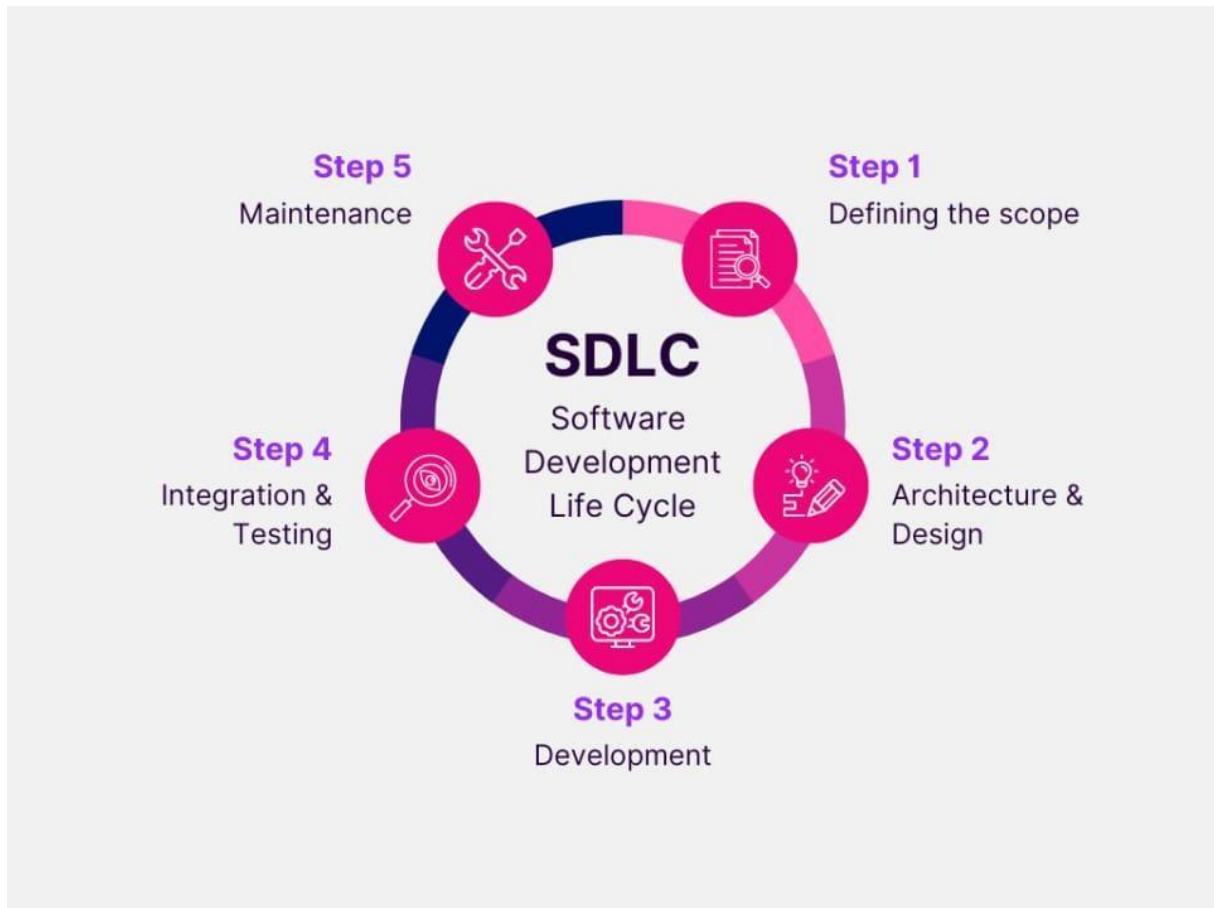 SDLC
Software
Development
Life Cycle
Step 1
Defining the scope
Step 2
Architecture &
Design
Step 3
Development
Step 4
Integration &
Testing
Step 5
Maintenance